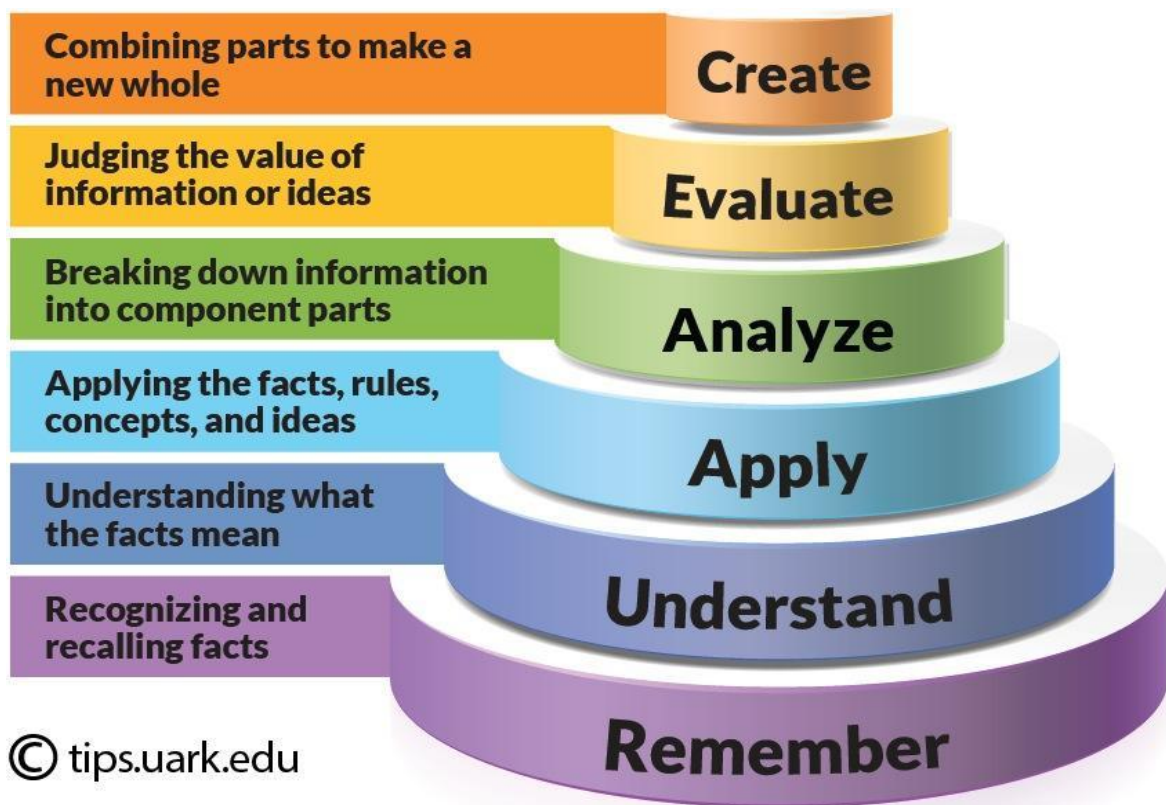 Combining parts to make a
new whole
Create
Judging the value of
information or ideas
Evaluate
Breaking down information
into component parts
Analyze
Applying the facts, rules,
concepts, and ideas
Apply
Understanding what
the facts mean
Understand
Recognizing and
recalling facts
Remember
© tips.uark.edu